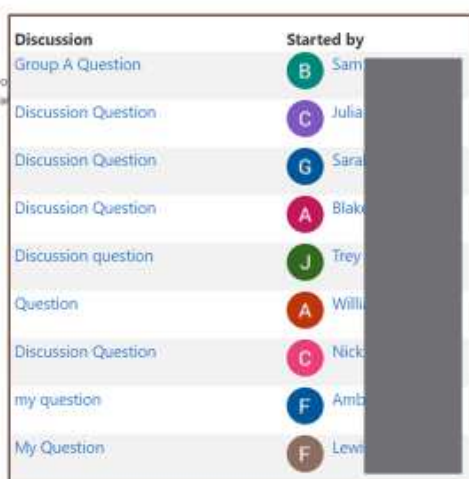 Discussion Started by
Group A Question B Sam
Discussion Question C Julia
Discussion Question G Sara
Discussion Question A Blake
Discussion question J Trey
Question A Willi
Discussion Question C Nick
my question F Amb
My Question F Lewi